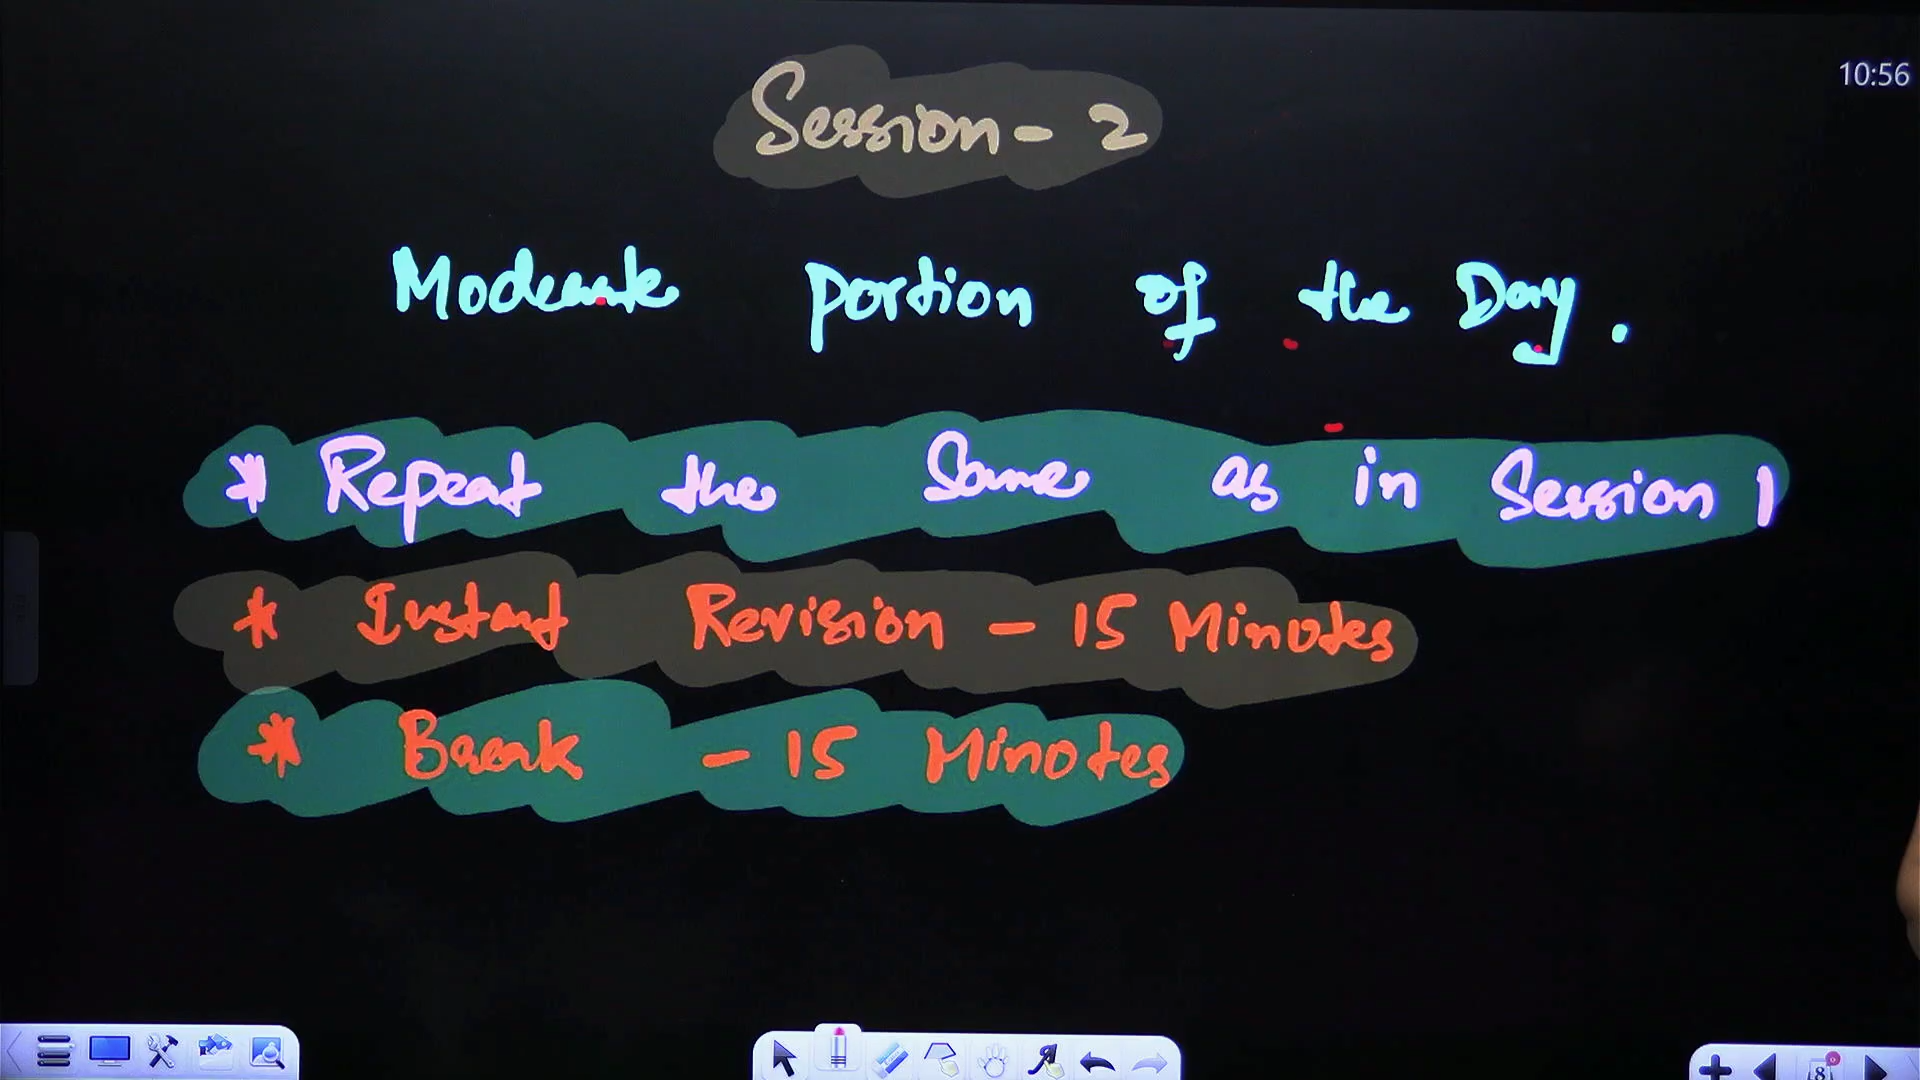 Session - 2
10:56
Moderate portion of the Day.
* Repeat the Same as in Session 1
* Instant Revision - 15 Minutes
* Break - 15 Minutes
8